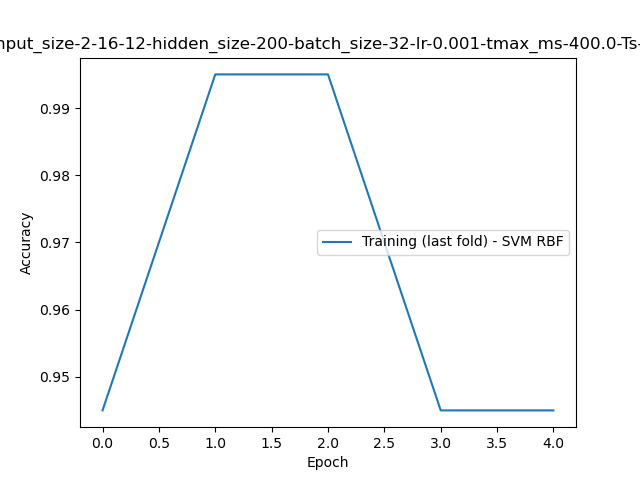 nput_size-2-16-12-hidden_size-200-batch_size-32-lr-0.001-tmax_ms-400.0-Ts-
0.99
0.98
0.97
0.96
0.95
Accuracy
Training (last fold) - SVM RBF
0.0 0.5 1.0 1.5 2.0 2.5 3.0 3.5 4.0
Epoch